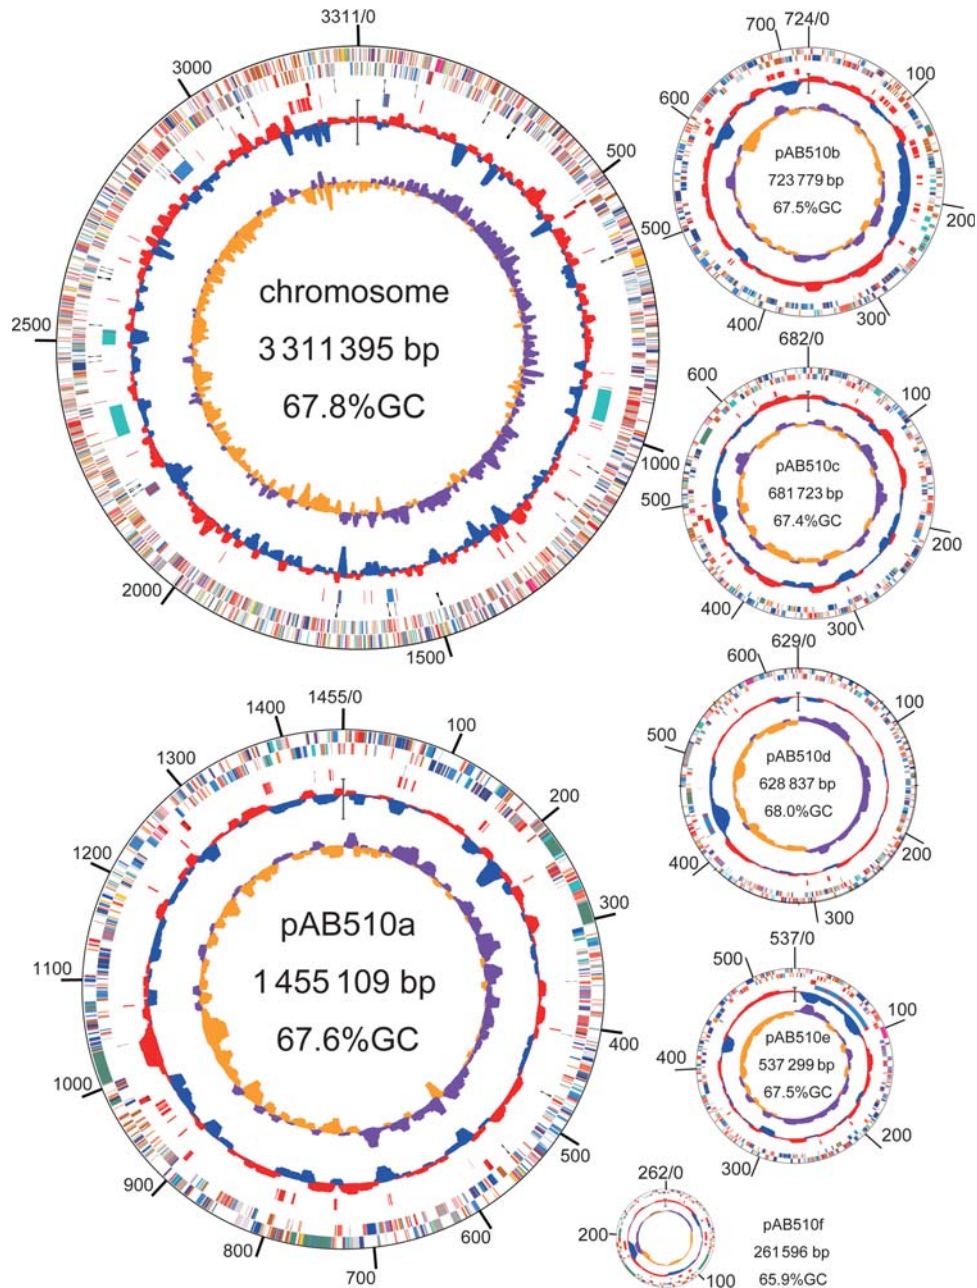 3311/0
500
1000
1500
2000
2500
3000
chromosome
3 311 395 bp
67.8%GC
724/0
100
200
300
400
500
600
700
pAB510b
723 779 bp
67.5%GC
682/0
100
200
300
400
500
600
pAB510c
681 723 bp
67.4%GC
629/0
100
200
300
400
500
600
pAB510d
628 837 bp
68.0%GC
1455/0
100
200
300
400
500
600
700
800
900
1000
1100
1200
1300
1400
pAB510a
1 455 109 bp
67.6%GC
537/0
100
200
300
400
500
pAB510e
537 299 bp
67.5%GC
262/0
100
200
pAB510f
261 596 bp
65.9%GC